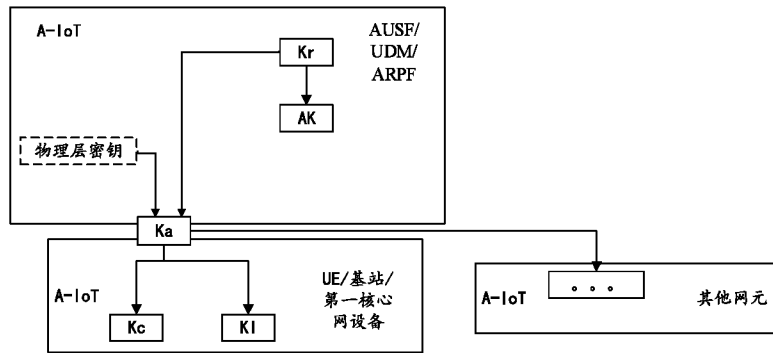 A-IoT
AUSF/
UDM/
ARPF
Kr
AK
物理层密钥
Ka
A-IoT
UE/基站/
第一核心
网设备
Kc
KI
A-IoT
。。。
其他网元